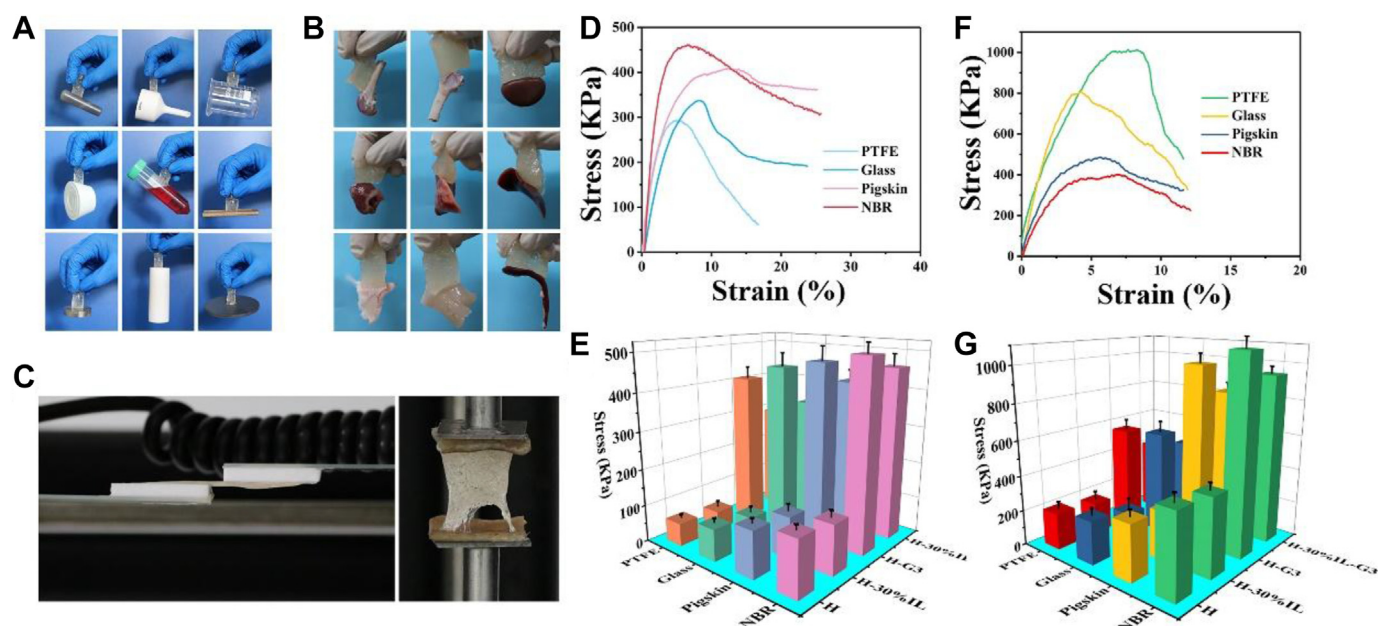 A
B
C
D
Stress (KPa)
500
400
300
200
100
0
0
10
20
30
40
Strain (%)
PTFE
Glass
Pigskin
NBR
F
Stress (KPa)
1000
800
600
400
200
0
0
5
10
15
20
Strain (%)
PTFE
Glass
Pigskin
NBR
E
Stress (KPa)
500
400
300
200
100
0
PTFE
Glass
Pigskin
NBR
H
H-30%IL
H-G3
G
Stress (KPa)
1000
800
600
400
200
0
PTFE
Glass
Pigskin
NBR
H
H-30%IL
H-G3
H-30%IL-G3